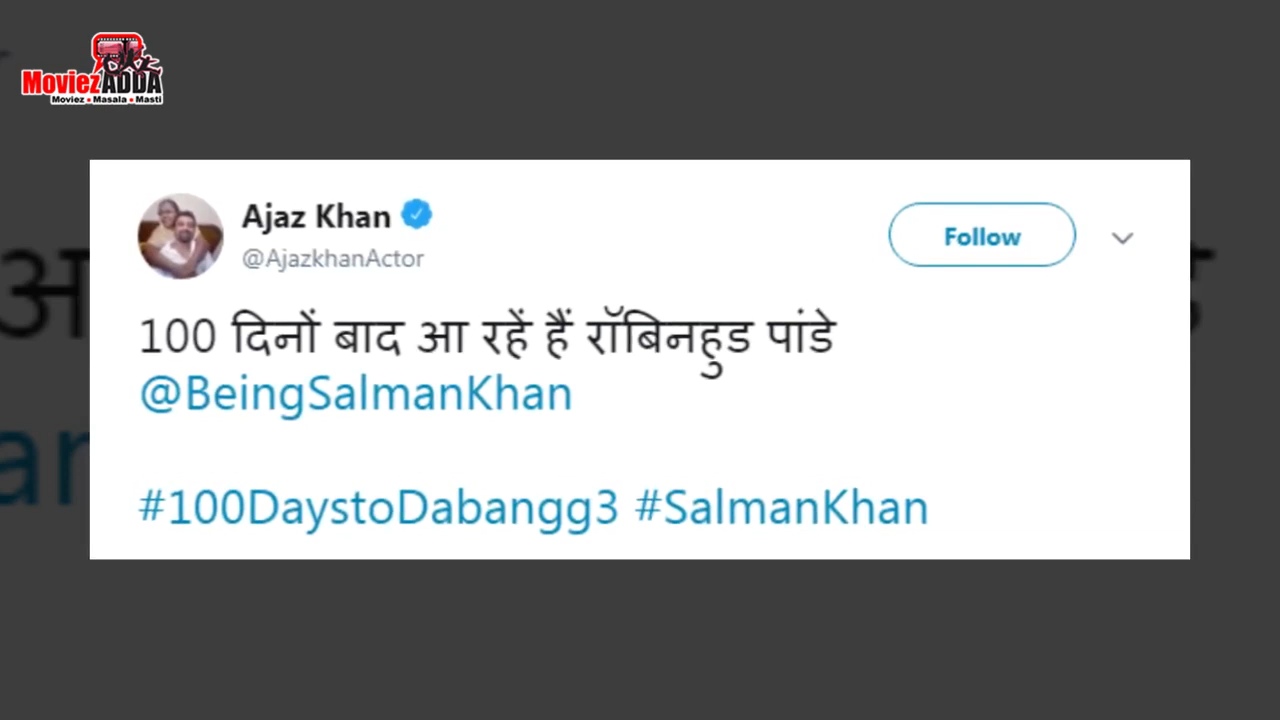 MoviezADDA
Moviez • Masala • Masti
Ajaz Khan
@AjazkhanActor
Follow
100 दिनों बाद आ रहें हैं रॉबिनहुड पांडे
@BeingSalmanKhan
#100DaystoDabangg3 #SalmanKhan